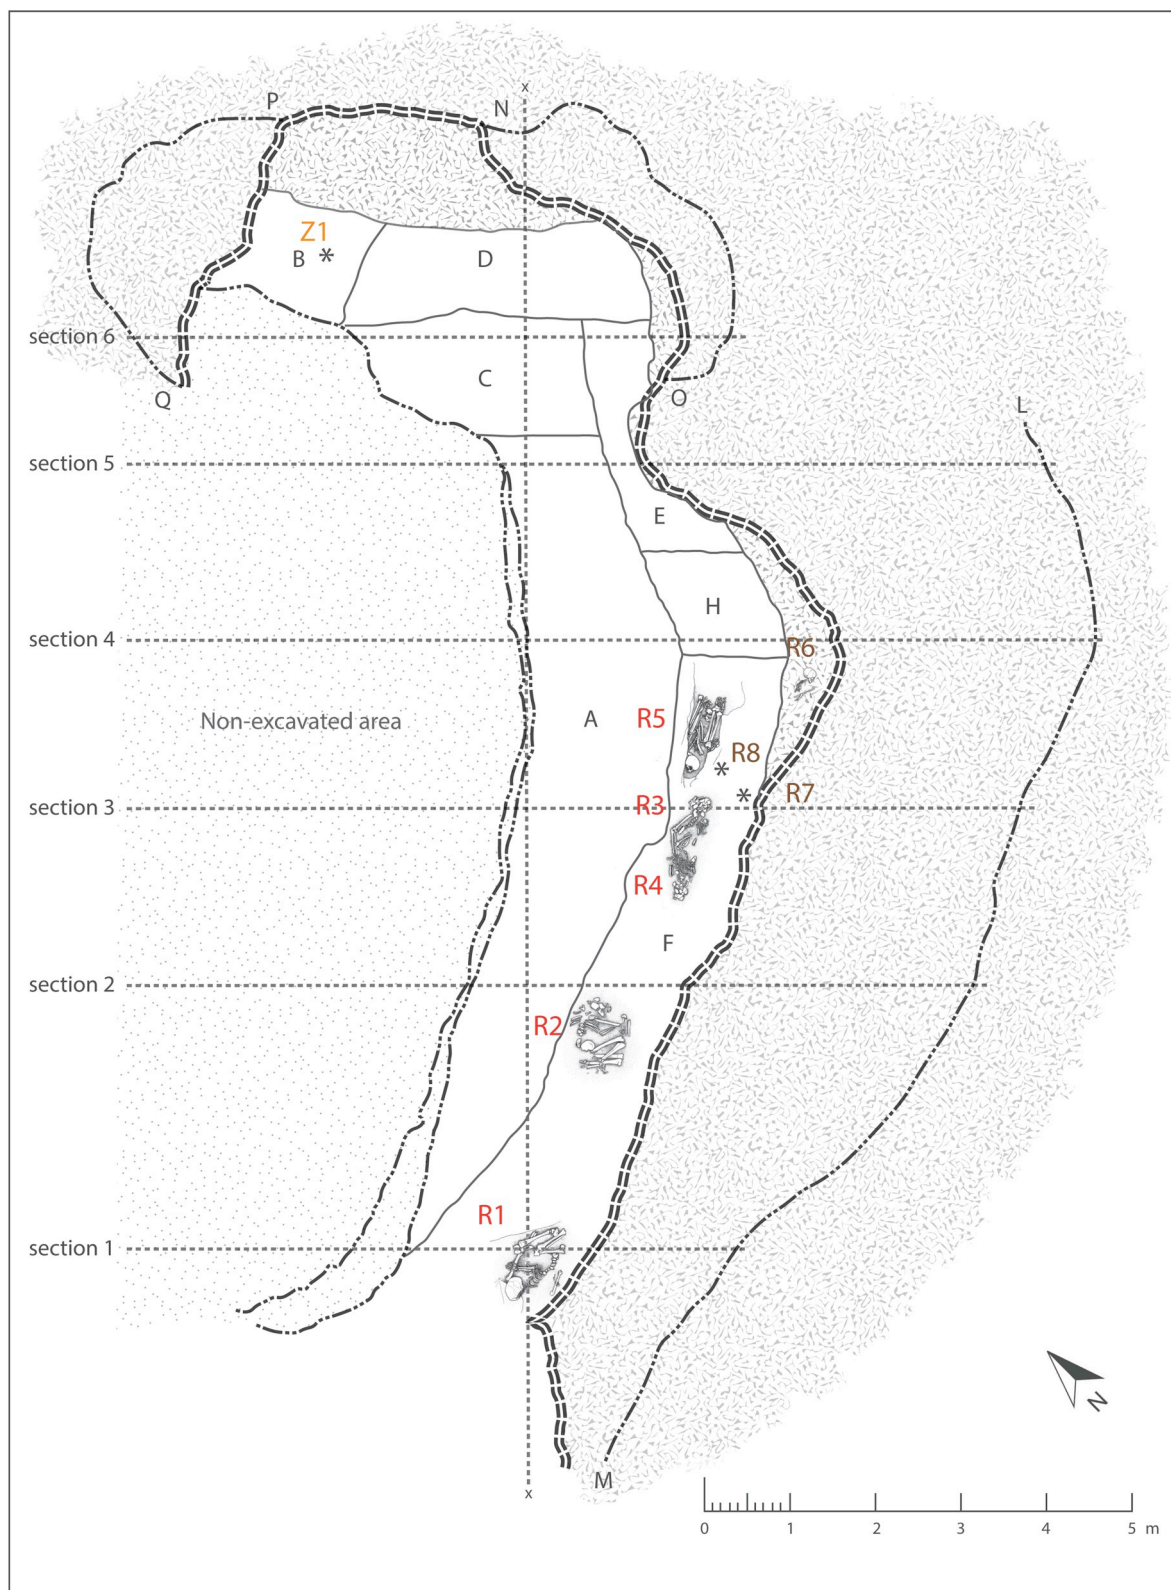 x
P
N
Z1
B *
D
section 6
C
Q
O
L
section 5
E
H
section 4
R6
Non-excavated area
A
R5
R8
*
* R7
section 3
R3
R4
F
section 2
R2
R1
section 1
N
M
x
0 1 2 3 4 5 m